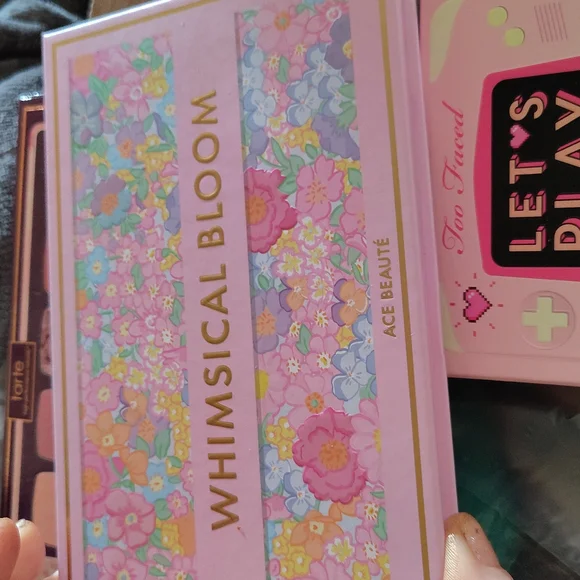 WHIMSICAL BLOOM
ACE BEAUTÉ
Too Faced
LET'S
PLAY
tarte